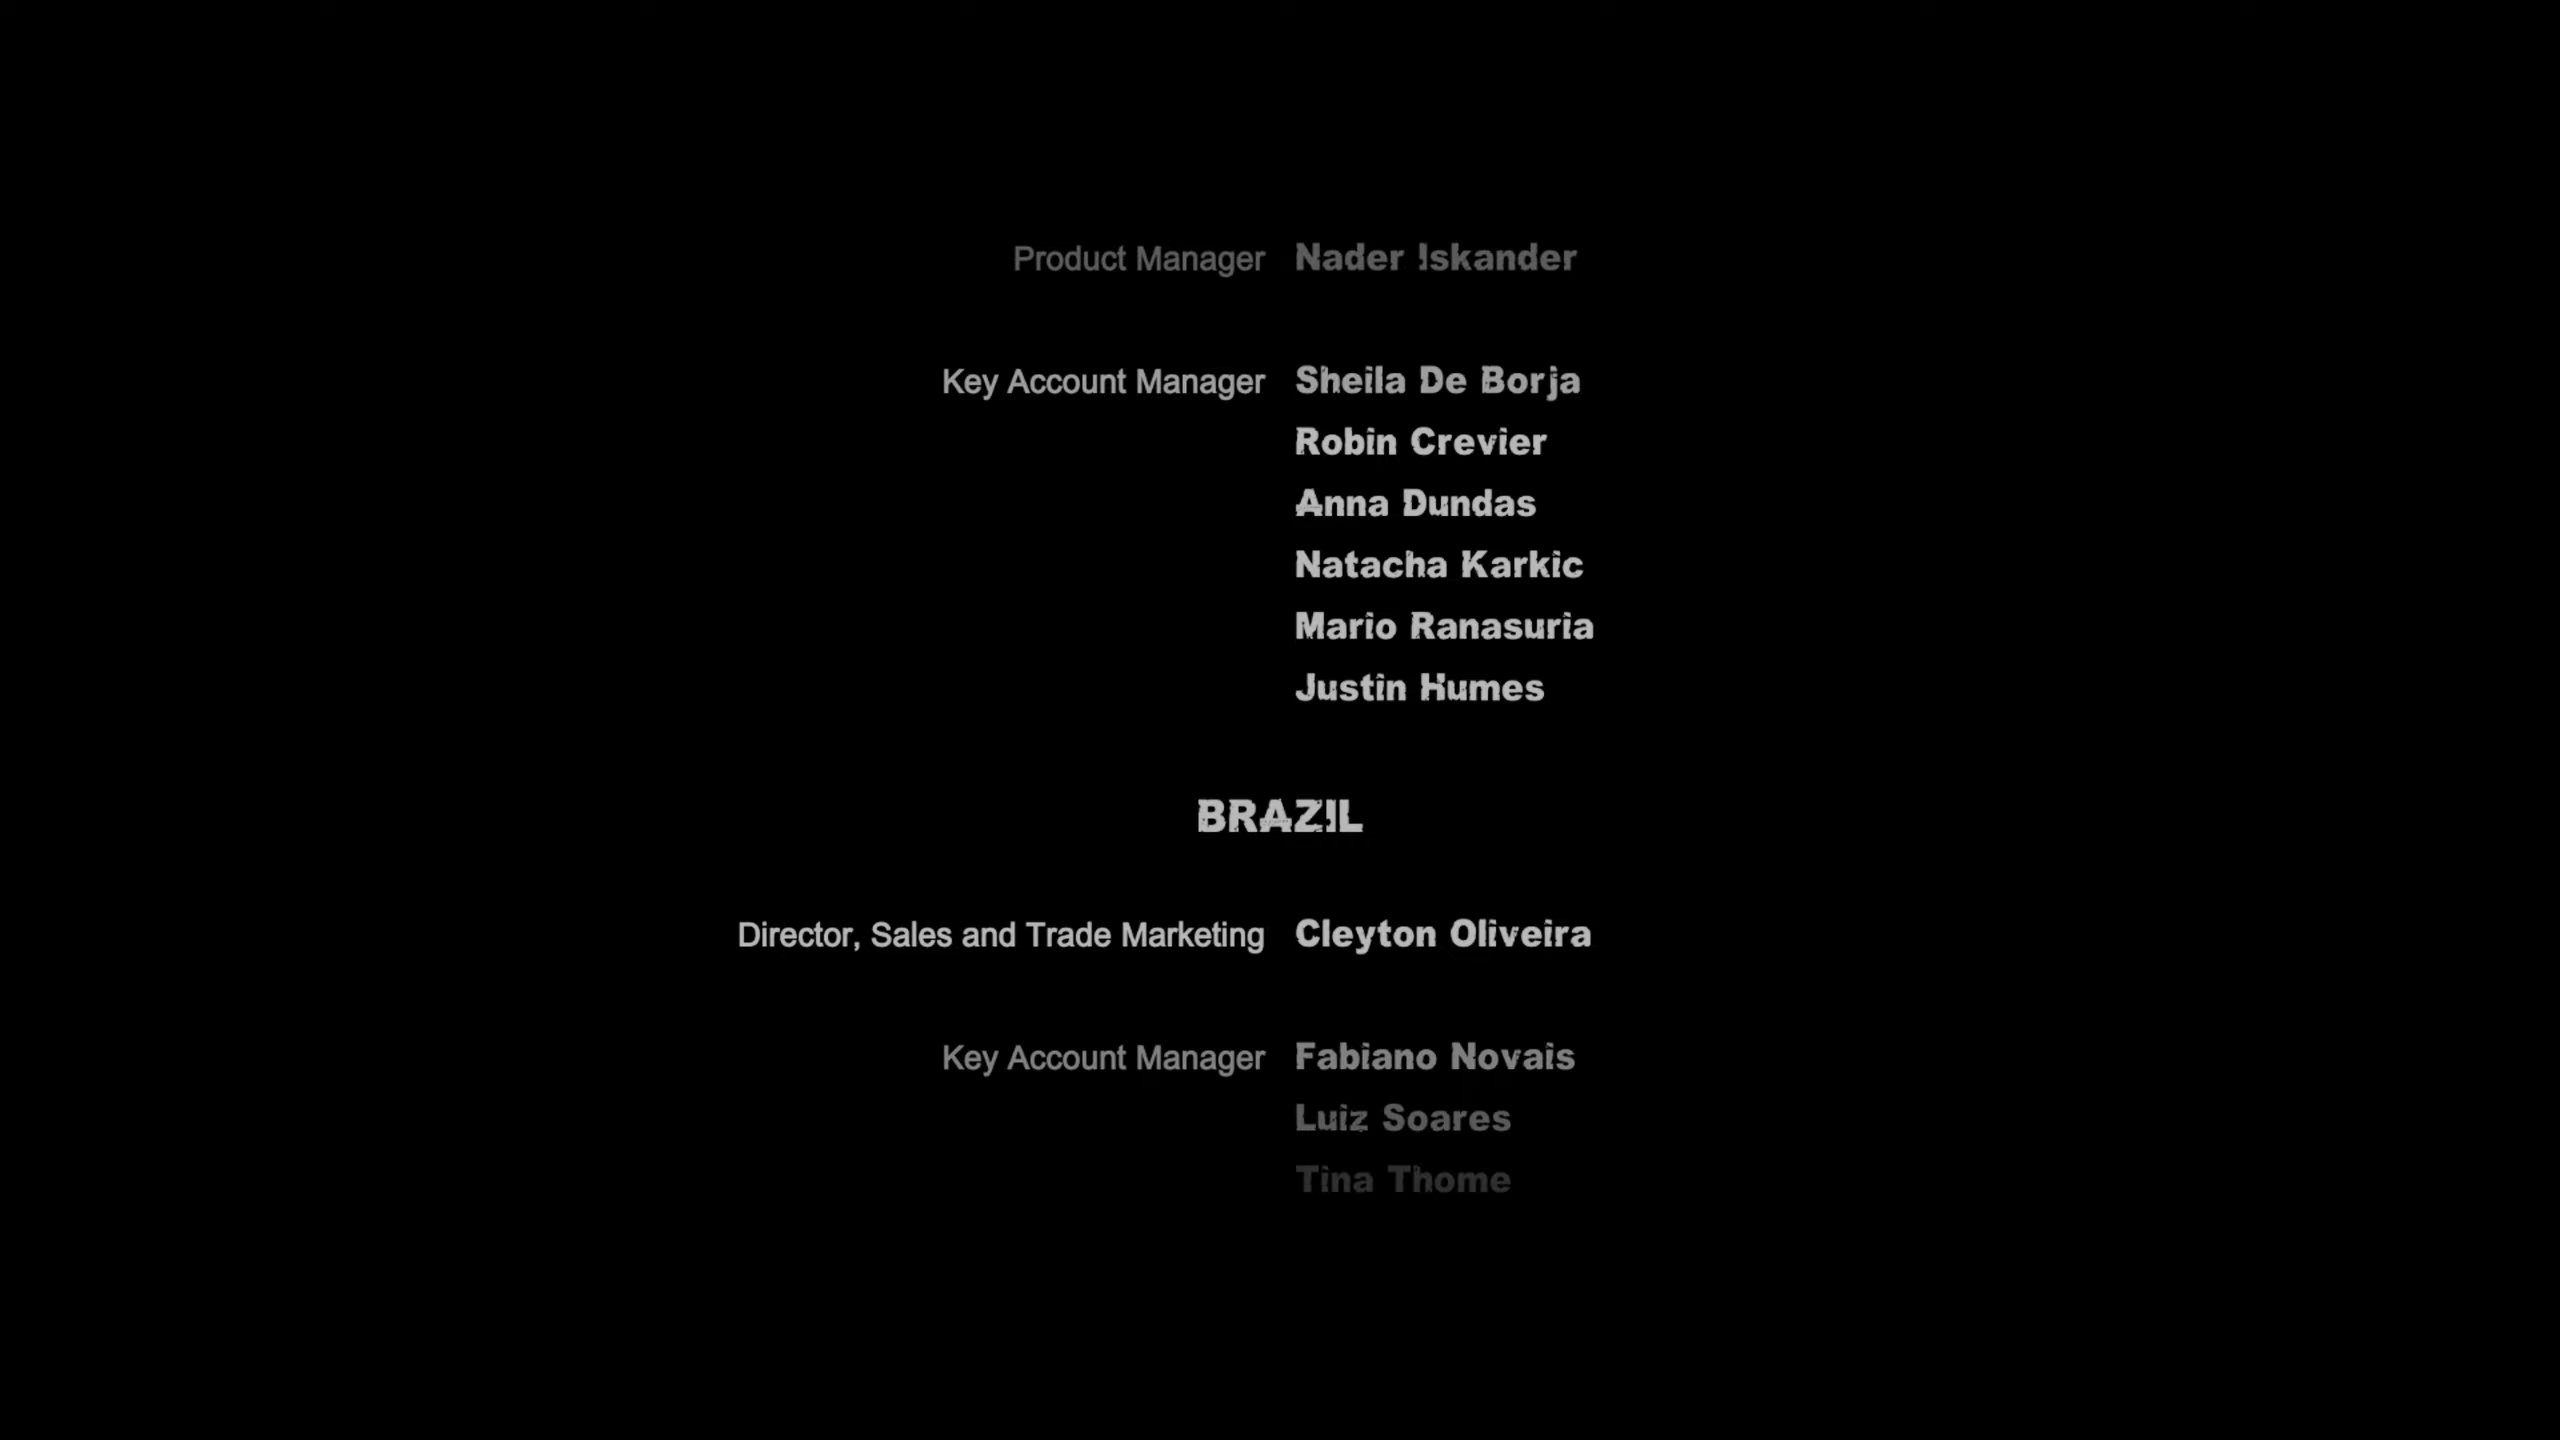 Product Manager Nader Iskander
Key Account Manager Sheila De Borja
Robin Crevier
Anna Dundas
Natacha Karkic
Mario Ranasuria
Justin Humes
BRAZIL
Director, Sales and Trade Marketing Cleyton Oliveira
Key Account Manager Fabiano Novais
Luiz Soares
Tina Thome